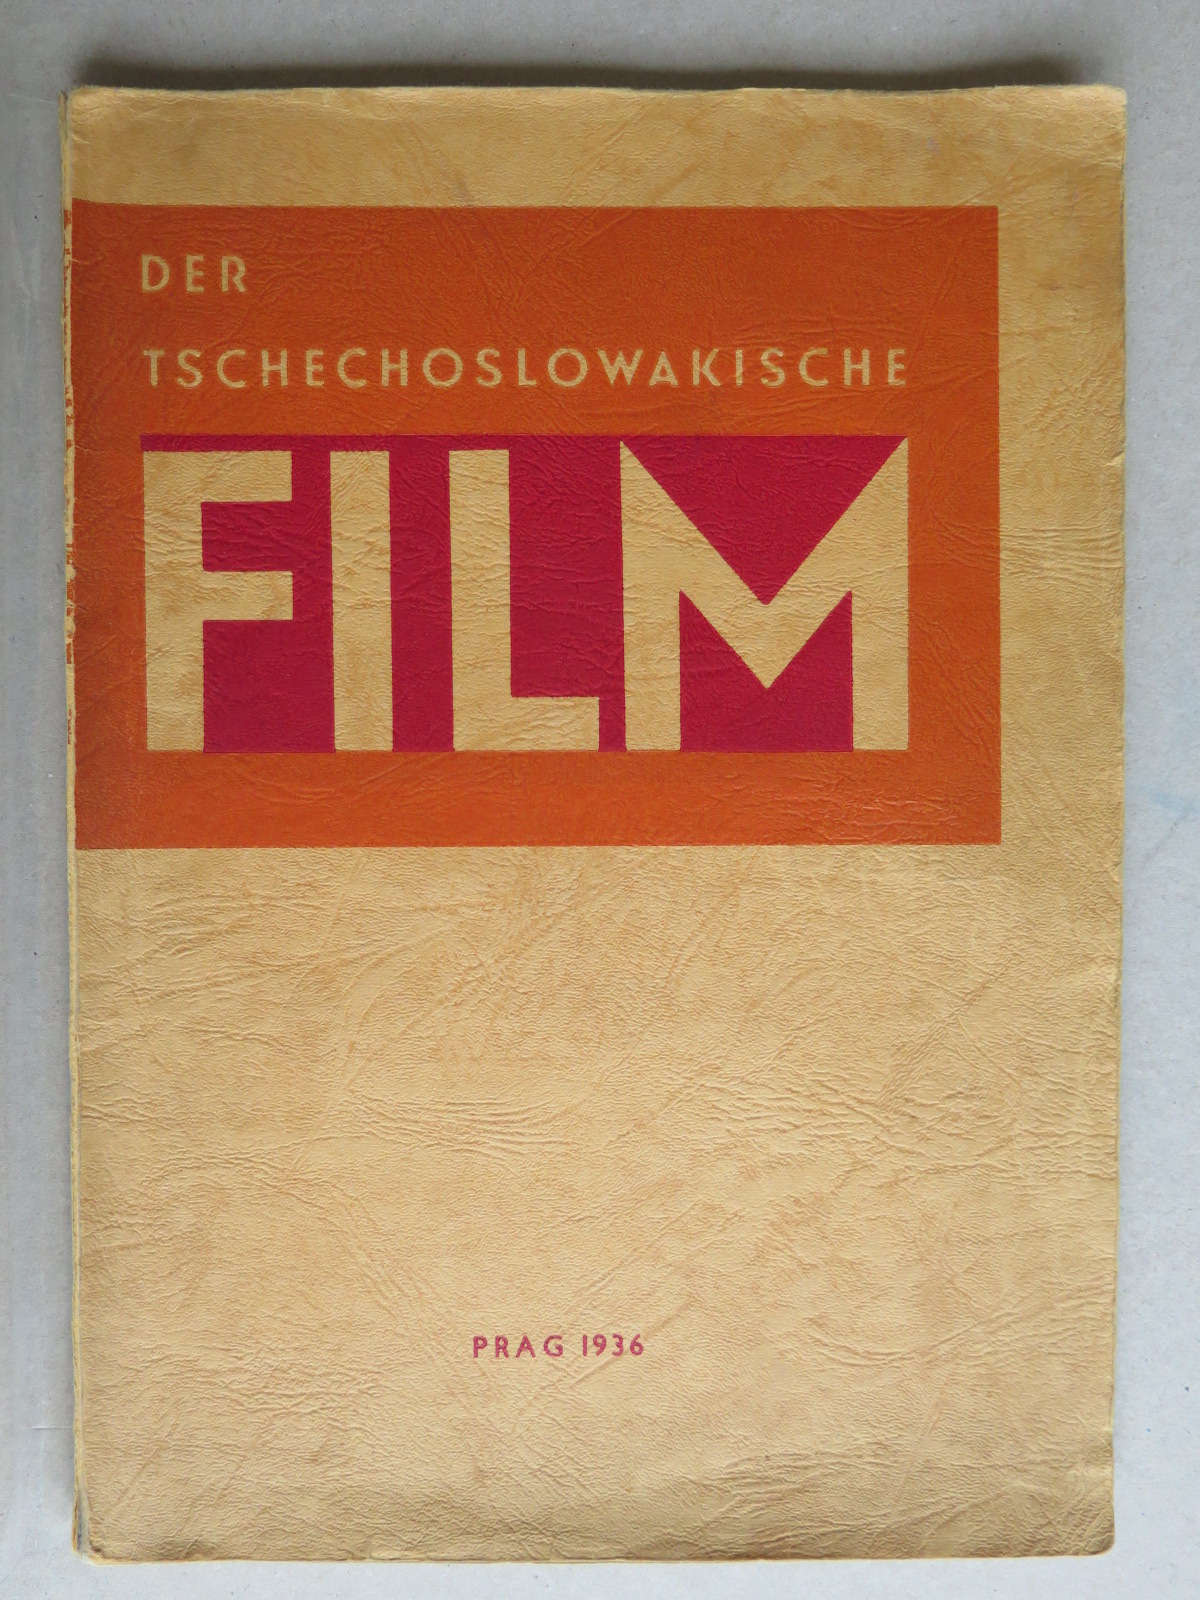 DER
TSCHECHOSLOWAKISCHE
FILM
PRAG 1936